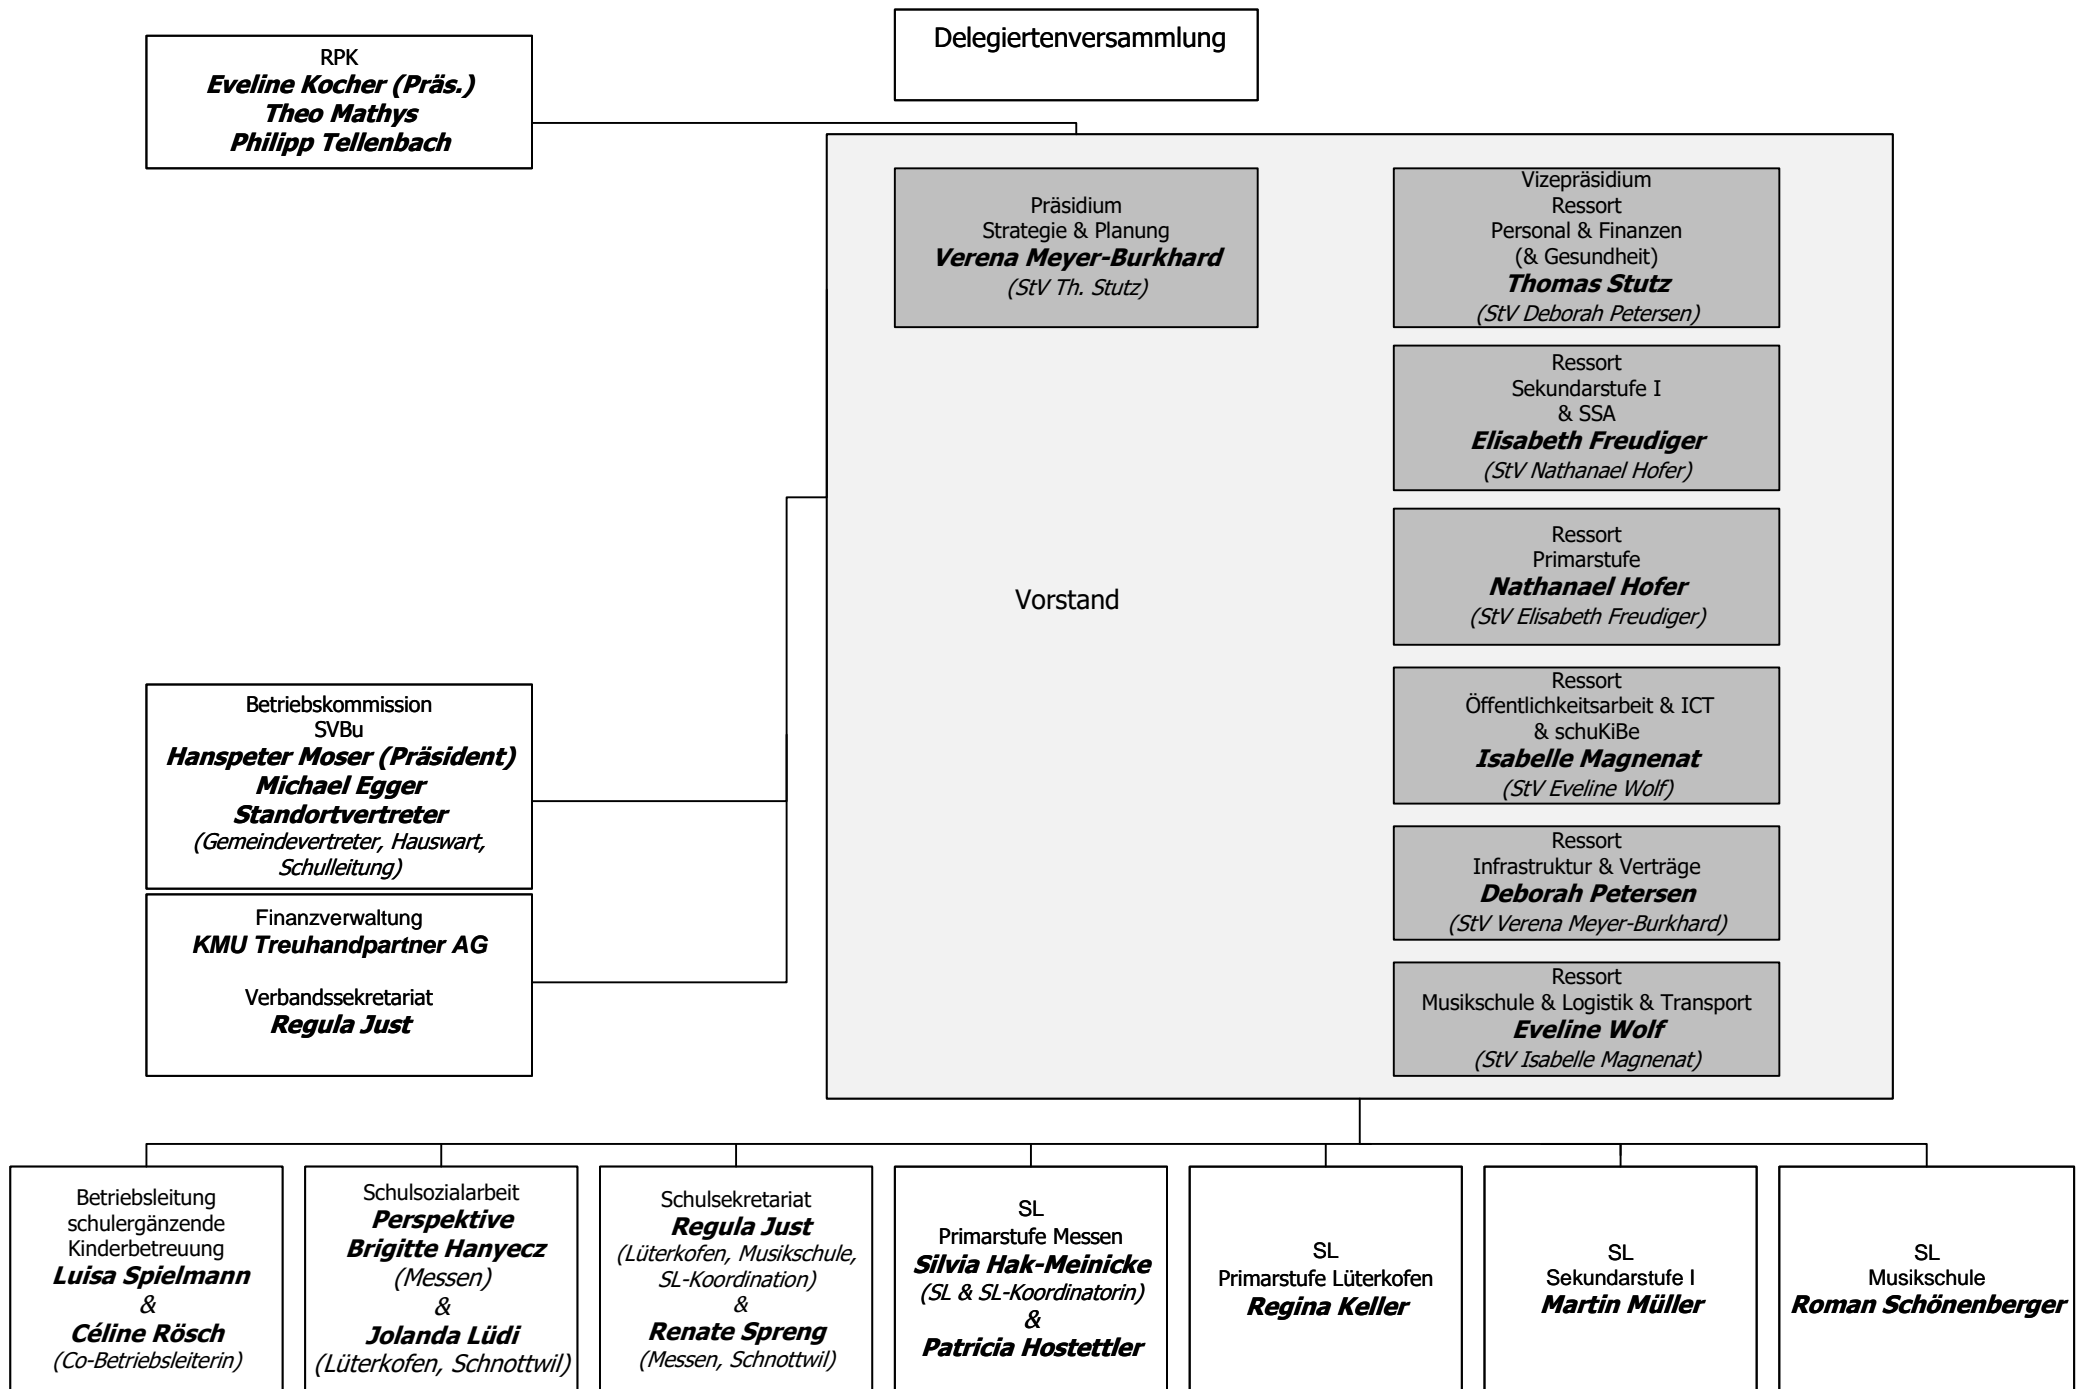 Delegiertenversammlung
RPK
Eveline Kocher (Präs.)
Theo Mathys
Philipp Tellenbach
Präsidium
Strategie & Planung
Verena Meyer-Burkhard
(StV Th. Stutz)
Vizepräsidium
Ressort
Personal & Finanzen
(& Gesundheit)
Thomas Stutz
(StV Deborah Petersen)
Ressort
Sekundarstufe I
& SSA
Elisabeth Freudiger
(StV Nathanael Hofer)
Ressort
Primarstufe
Nathanael Hofer
(StV Elisabeth Freudiger)
Vorstand
Ressort
Öffentlichkeitsarbeit & ICT
& schuKiBe
Isabelle Magnenat
(StV Eveline Wolf)
Ressort
Infrastruktur & Verträge
Deborah Petersen
(StV Verena Meyer-Burkhard)
Ressort
Musikschule & Logistik & Transport
Eveline Wolf
(StV Isabelle Magnenat)
Betriebskommission
SVBu
Hanspeter Moser (Präsident)
Michael Egger
Standortvertreter
(Gemeindevertreter, Hauswart,
Schulleitung)
Finanzverwaltung
KMU Treuhandpartner AG
Verbandssekretariat
Regula Just
Betriebsleitung
schulergänzende
Kinderbetreuung
Luisa Spielmann
&
Céline Rösch
(Co-Betriebsleiterin)
Schulsozialarbeit
Perspektive
Brigitte Hanyecz
(Messen)
&
Jolanda Lüdi
(Lüterkofen, Schnottwil)
Schulsekretariat
Regula Just
(Lüterkofen, Musikschule,
SL-Koordination)
&
Renate Spreng
(Messen, Schnottwil)
SL
Primarstufe Messen
Silvia Hak-Meinicke
(SL & SL-Koordinatorin)
&
Patricia Hostettler
SL
Primarstufe Lüterkofen
Regina Keller
SL
Sekundarstufe I
Martin Müller
SL
Musikschule
Roman Schönenberger